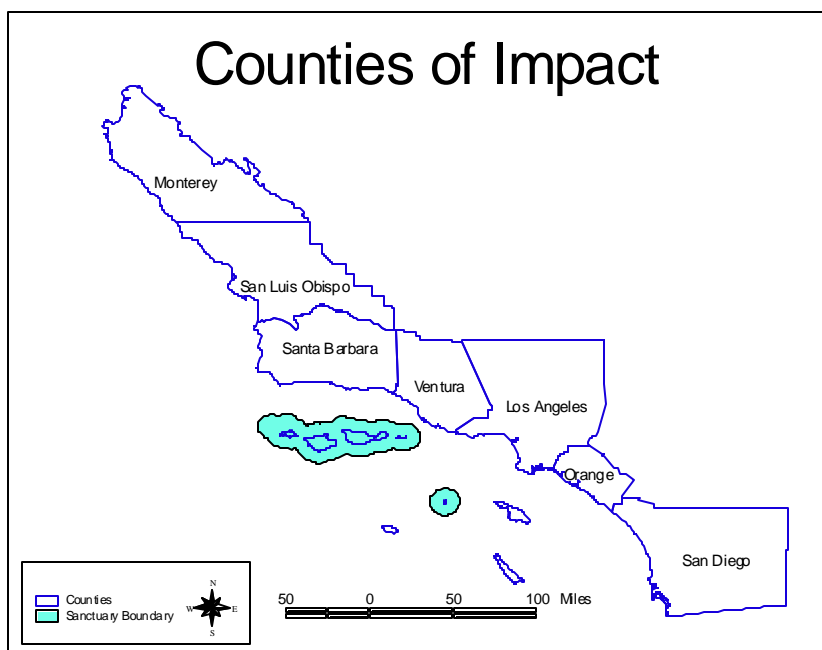 Counties of Impact
Monterey
San Luis Obispo
Santa Barbara
Ventura
Los Angeles
Orange
San Diego
Counties
Sanctuary Boundary
N
W E
S
50 0 50 100 Miles